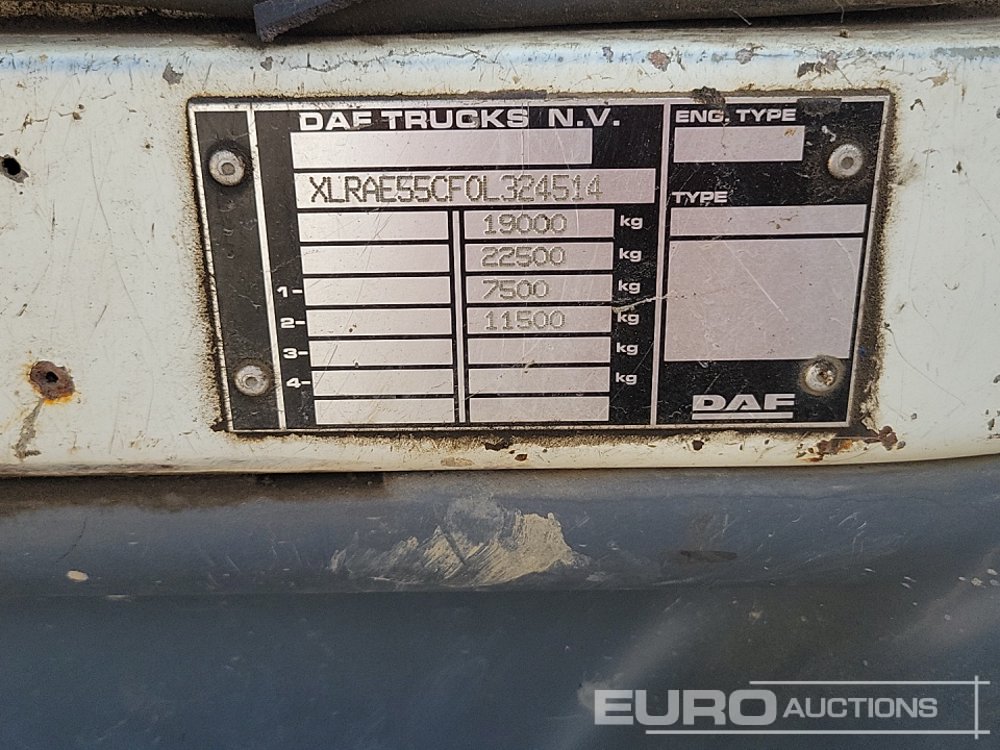 DAF TRUCKS N.V.
XLRAE55CF0L324514
19000 kg
22500 kg
1- 7500 kg
2- 11500 kg
3- kg
4- kg
ENG. TYPE
TYPE
DAF
EURO AUCTIONS